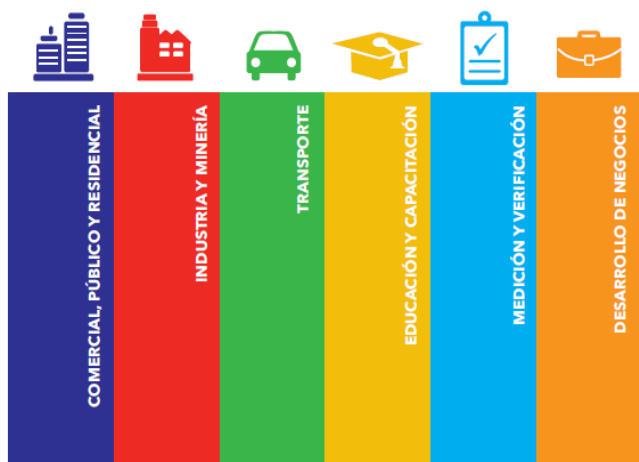 COMERCIAL, PÚBLICO Y RESIDENCIAL
INDUSTRIA Y MINERÍA
TRANSPORTE
EDUCACIÓN Y CAPACITACIÓN
MEDICIÓN Y VERIFICACIÓN
DESARROLLO DE NEGOCIOS